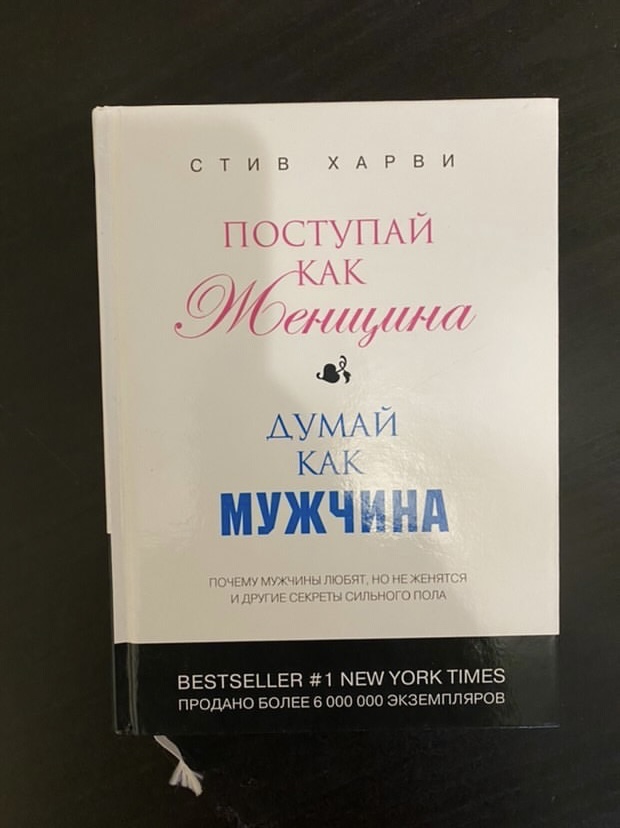 СТИВ ХАРВИ
ПОСТУПАЙ
КАК
Женщина
ДУМАЙ
КАК
МУЖЧИНА
ПОЧЕМУ МУЖЧИНЫ ЛЮБЯТ, НО НЕ ЖЕНЯТСЯ
И ДРУГИЕ СЕКРЕТЫ СИЛЬНОГО ПОЛА
BESTSELLER #1 NEW YORK TIMES
ПРОДАНО БОЛЕЕ 6 000 000 ЭКЗЕМПЛЯРОВ